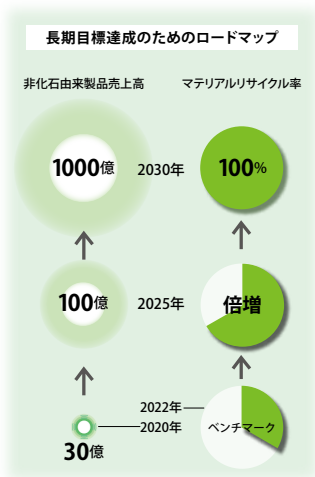 長期目標達成のためのロードマップ
非化石由来製品売上高
マテリアルリサイクル率
1000億
2030年
100%
100億
2025年
倍増
2022年
2020年
ベンチマーク
30億